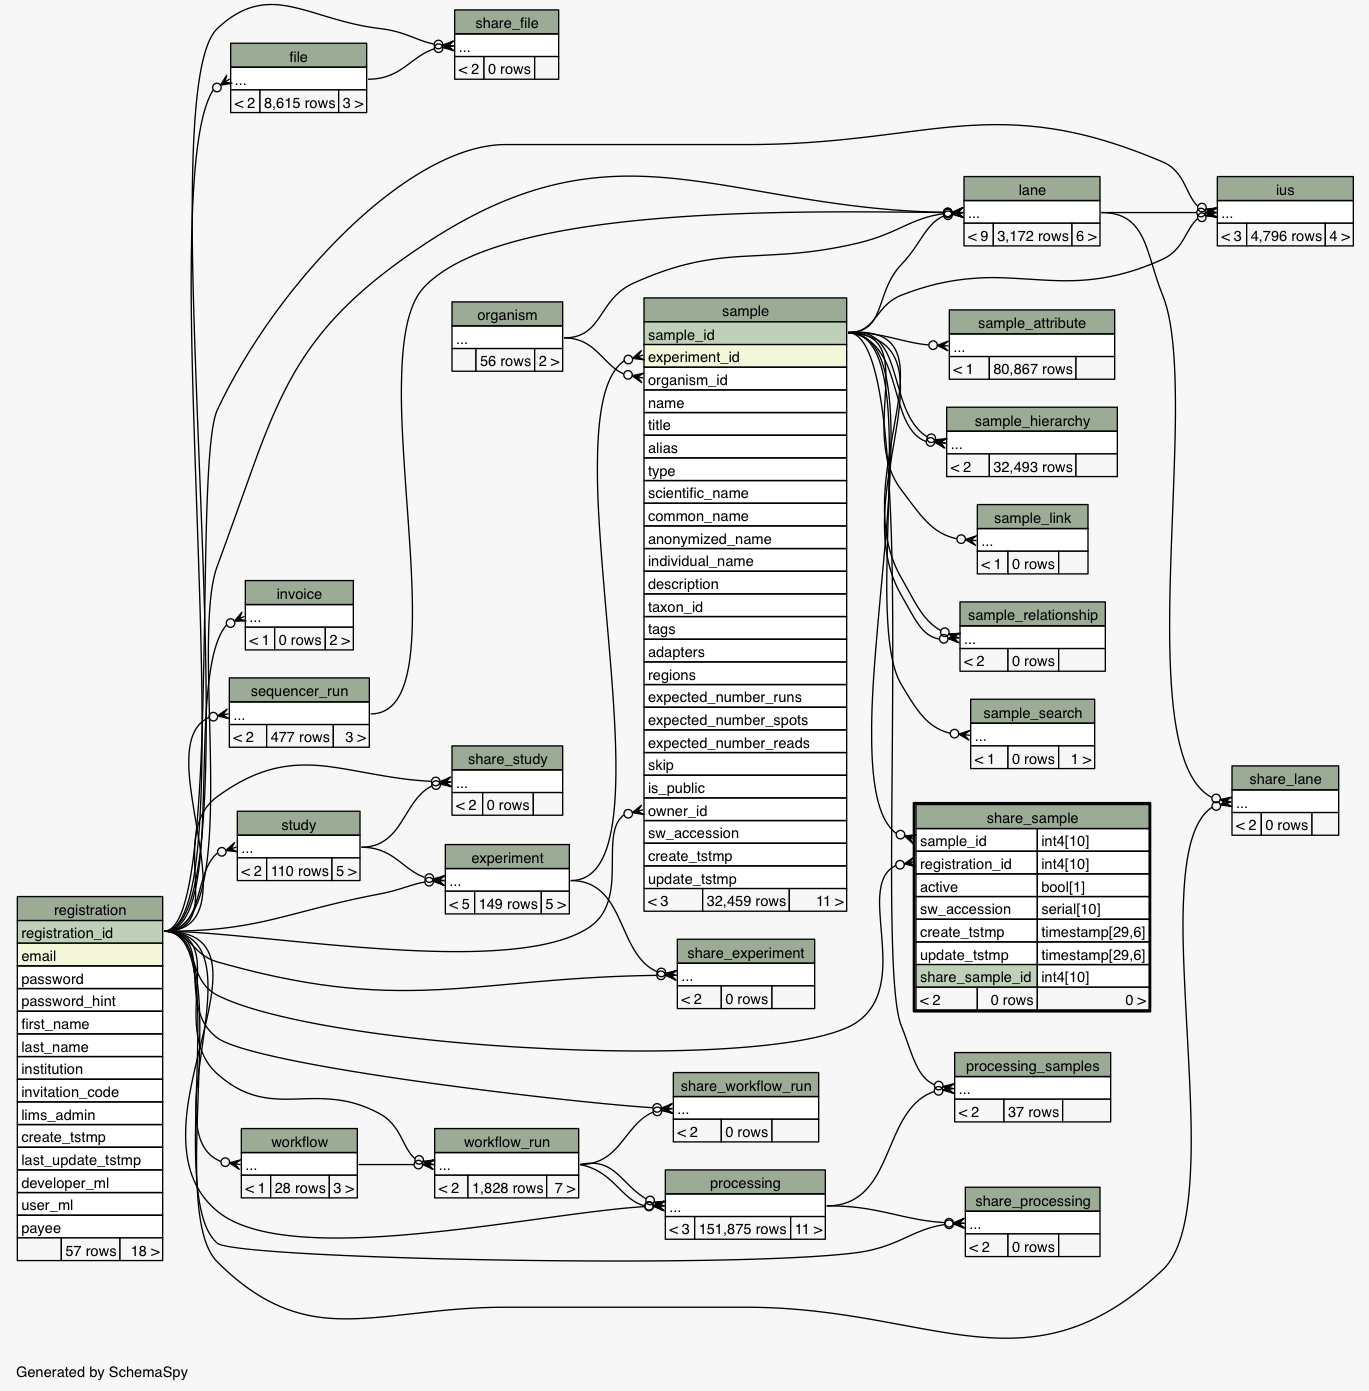 share_file
...
< 2 0 rows
file
...
< 2 8,615 rows 3 >
lane
...
< 9 3,172 rows 6 >
ius
...
< 3 4,796 rows 4 >
organism
...
56 rows 2 >
sample
sample_id
experiment_id
organism_id
name
title
alias
type
scientific_name
common_name
anonymized_name
individual_name
description
taxon_id
tags
adapters
regions
expected_number_runs
expected_number_spots
expected_number_reads
skip
is_public
owner_id
sw_accession
create_tstmp
update_tstmp
< 3 32,459 rows 11 >
sample_attribute
...
< 1 80,867 rows
sample_hierarchy
...
< 2 32,493 rows
sample_link
...
< 1 0 rows
invoice
...
< 1 0 rows 2 >
sample_relationship
...
< 2 0 rows
sequencer_run
...
< 2 477 rows 3 >
sample_search
...
< 1 0 rows 1 >
share_study
...
< 2 0 rows
share_lane
...
< 2 0 rows
study
...
< 2 110 rows 5 >
share_sample
sample_id int4[10]
registration_id int4[10]
active bool[1]
sw_accession serial[10]
create_tstmp timestamp[29,6]
update_tstmp timestamp[29,6]
share_sample_id int4[10]
< 2 0 rows 0 >
experiment
...
< 5 149 rows 5 >
registration
registration_id
email
password
password_hint
first_name
last_name
institution
invitation_code
lims_admin
create_tstmp
last_update_tstmp
developer_ml
user_ml
payee
57 rows 18 >
share_experiment
...
< 2 0 rows
processing_samples
...
< 2 37 rows
share_workflow_run
...
< 2 0 rows
workflow
...
< 1 28 rows 3 >
workflow_run
...
< 2 1,828 rows 7 >
processing
...
< 3 151,875 rows 11 >
share_processing
...
< 2 0 rows
Generated by SchemaSpy